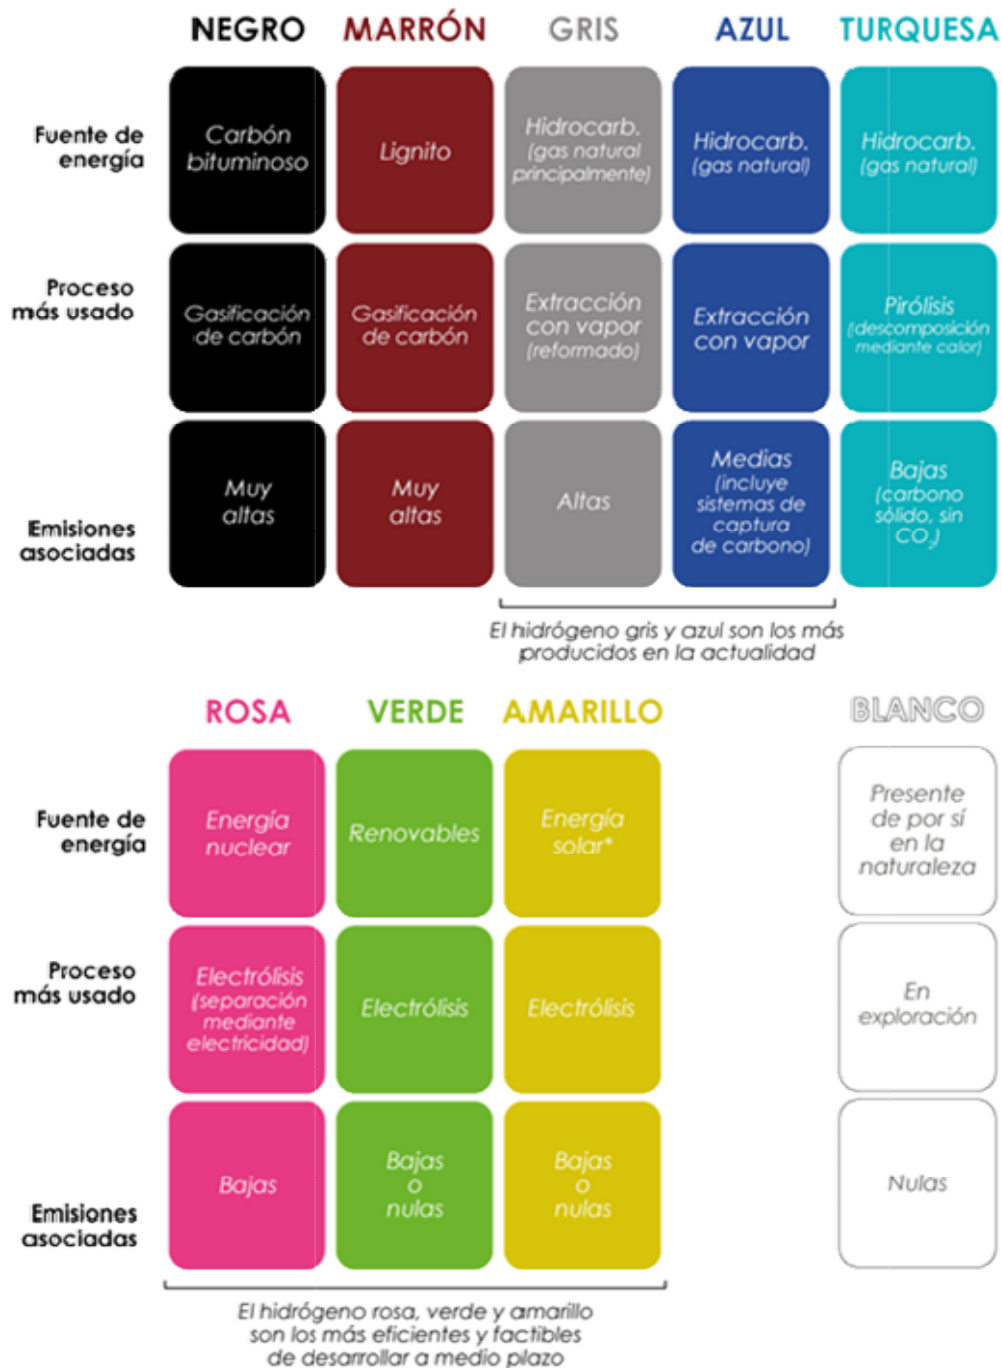 NEGRO MARRÓN GRIS AZUL TURQUESA
Fuente de
energía
Carbón
bituminoso
Lignito
Hidrocarb.
(gas natural
principalmente)
Hidrocarb.
(gas natural)
Hidrocarb.
(gas natural)
Proceso
más usado
Gasificación
de carbón
Gasificación
de carbón
Extracción
con vapor
(reformado)
Extracción
con vapor
Pirólisis
(descomposición
mediante calor)
Emisiones
asociadas
Muy
altas
Muy
altas
Altas
Medias
(incluye
sistemas de
captura
de carbono)
Bajas
(carbono
sólido, sin
CO₂)
El hidrógeno gris y azul son los más
producidos en la actualidad
ROSA VERDE AMARILLO BLANCO
Fuente de
energía
Energía
nuclear
Renovables
Energía
solar*
Presente
de por sí
en la
naturaleza
Proceso
más usado
Electrólisis
(separación
mediante
electricidad)
Electrólisis
Electrólisis
En
exploración
Emisiones
asociadas
Bajas
Bajas
o
nulas
Bajas
o
nulas
Nulas
El hidrógeno rosa, verde y amarillo
son los más eficientes y factibles
de desarrollar a medio plazo